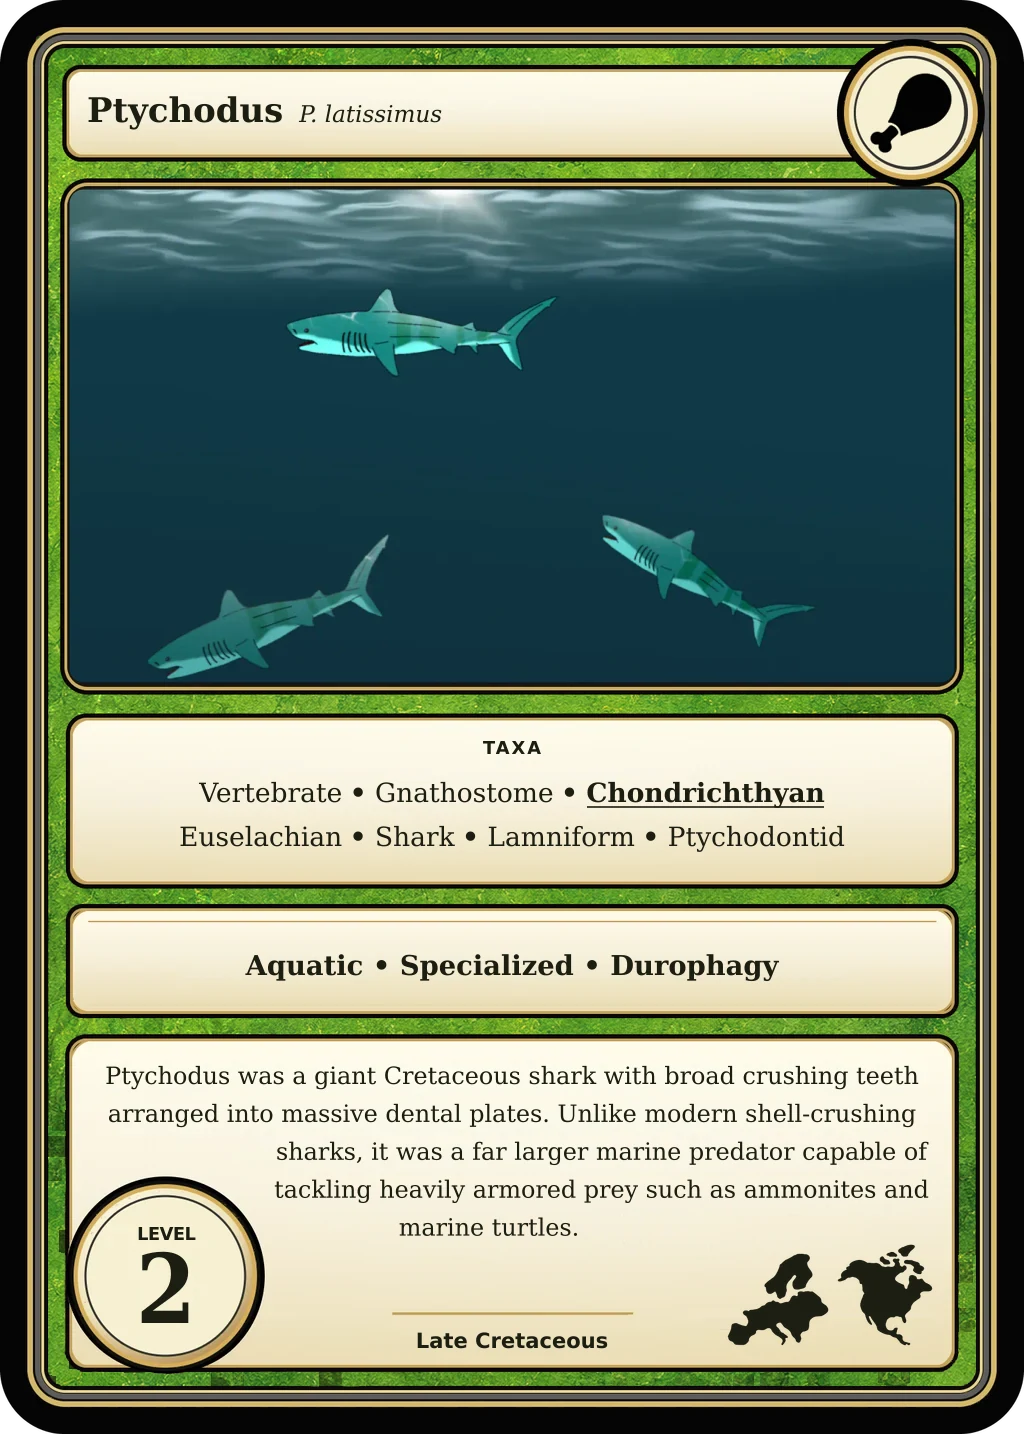 Ptychodus P. latissimus
TAXA
Vertebrate • Gnathostome • Chondrichthyan
Euselachian • Shark • Lamniform • Ptychodontid
Aquatic • Specialized • Durophagy
Ptychodus was a giant Cretaceous shark with broad crushing teeth
arranged into massive dental plates. Unlike modern shell-crushing
sharks, it was a far larger marine predator capable of
tackling heavily armored prey such as ammonites and
marine turtles.
LEVEL
2
Late Cretaceous